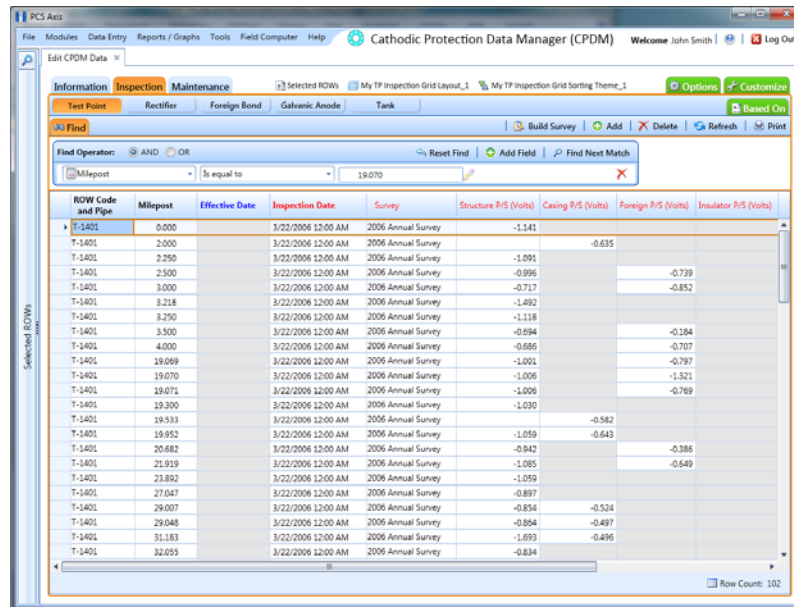 PCS Axis
File Modules Data Entry Reports / Graphs Tools Field Computer Help Cathodic Protection Data Manager (CPDM) Welcome John Smith | | Log Ou
Edit CPDM Data ×
Information Inspection Maintenance Selected ROWs My TP Inspection Grid Layout_1 My TP Inspection Grid Sorting Theme_1 Options Customize
Test Point Rectifier Foreign Bond Galvanic Anode Tank Based On
Find | Build Survey | Add | Delete | Refresh | Print
Find Operator: AND OR Reset Find | Add Field | Find Next Match
Milepost Is equal to 19.070
ROW Code and Pipe Milepost Effective Date Inspection Date Survey Structure P/S (Volts) Casing P/S (Volts) Foreign P/S (Volts) Insulator P/S (Volts)
T-1401 0.000 3/22/2006 12:00 AM 2006 Annual Survey -1.141
T-1401 2.000 3/22/2006 12:00 AM 2006 Annual Survey -0.635
T-1401 2.250 3/22/2006 12:00 AM 2006 Annual Survey -1.091
T-1401 2.500 3/22/2006 12:00 AM 2006 Annual Survey -0.996 -0.739
T-1401 3.000 3/22/2006 12:00 AM 2006 Annual Survey -0.717 -0.852
T-1401 3.218 3/22/2006 12:00 AM 2006 Annual Survey -1.492
T-1401 3.250 3/22/2006 12:00 AM 2006 Annual Survey -1.118
T-1401 3.500 3/22/2006 12:00 AM 2006 Annual Survey -0.694 -0.184
T-1401 4.000 3/22/2006 12:00 AM 2006 Annual Survey -0.686 -0.707
T-1401 19.069 3/22/2006 12:00 AM 2006 Annual Survey -1.001 -0.797
T-1401 19.070 3/22/2006 12:00 AM 2006 Annual Survey -1.006 -1.321
T-1401 19.071 3/22/2006 12:00 AM 2006 Annual Survey -1.006 -0.769
T-1401 19.300 3/22/2006 12:00 AM 2006 Annual Survey -1.030
T-1401 19.533 3/22/2006 12:00 AM 2006 Annual Survey -0.582
T-1401 19.952 3/22/2006 12:00 AM 2006 Annual Survey -1.059 -0.643
T-1401 20.682 3/22/2006 12:00 AM 2006 Annual Survey -0.942 -0.386
T-1401 21.919 3/22/2006 12:00 AM 2006 Annual Survey -1.085 -0.649
T-1401 23.892 3/22/2006 12:00 AM 2006 Annual Survey -1.059
T-1401 27.047 3/22/2006 12:00 AM 2006 Annual Survey -0.897
T-1401 29.007 3/22/2006 12:00 AM 2006 Annual Survey -0.854 -0.524
T-1401 29.048 3/22/2006 12:00 AM 2006 Annual Survey -0.864 -0.497
T-1401 31.183 3/22/2006 12:00 AM 2006 Annual Survey -1.693 -0.496
T-1401 32.055 3/22/2006 12:00 AM 2006 Annual Survey -0.834
Selected ROWs
Row Count: 102